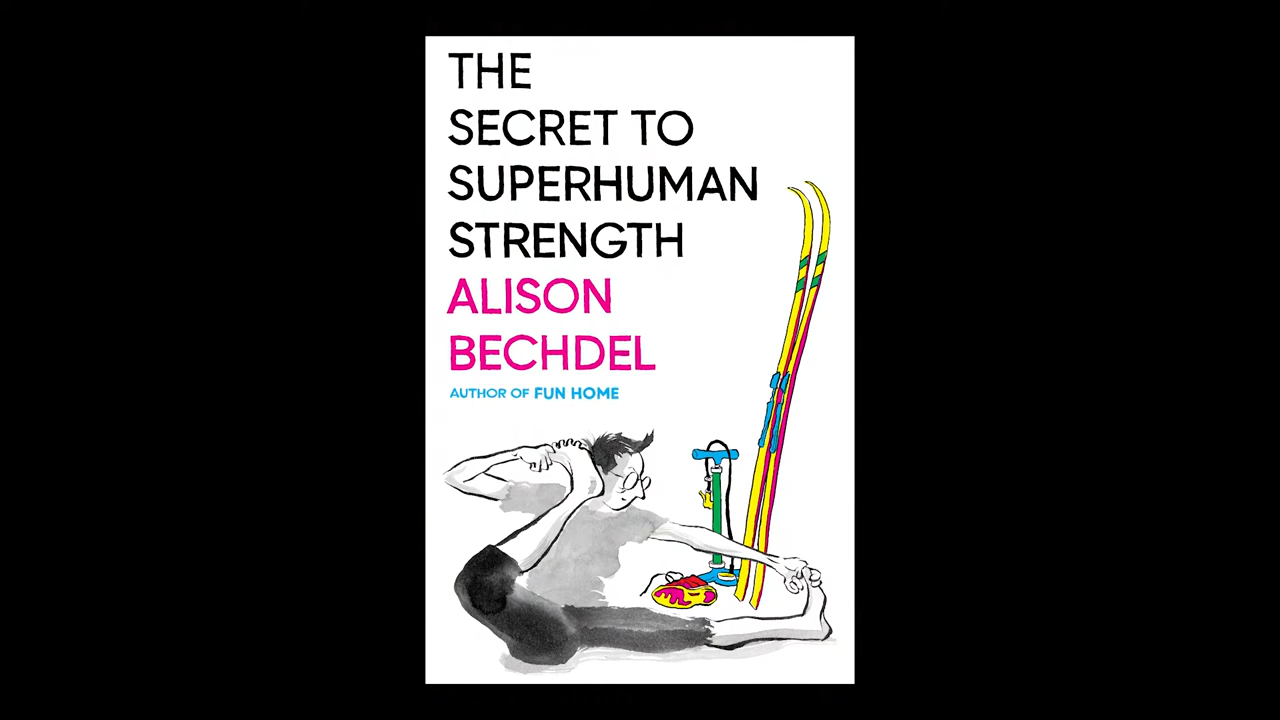 THE
SECRET TO
SUPERHUMAN
STRENGTH
ALISON
BECHDEL
AUTHOR OF FUN HOME